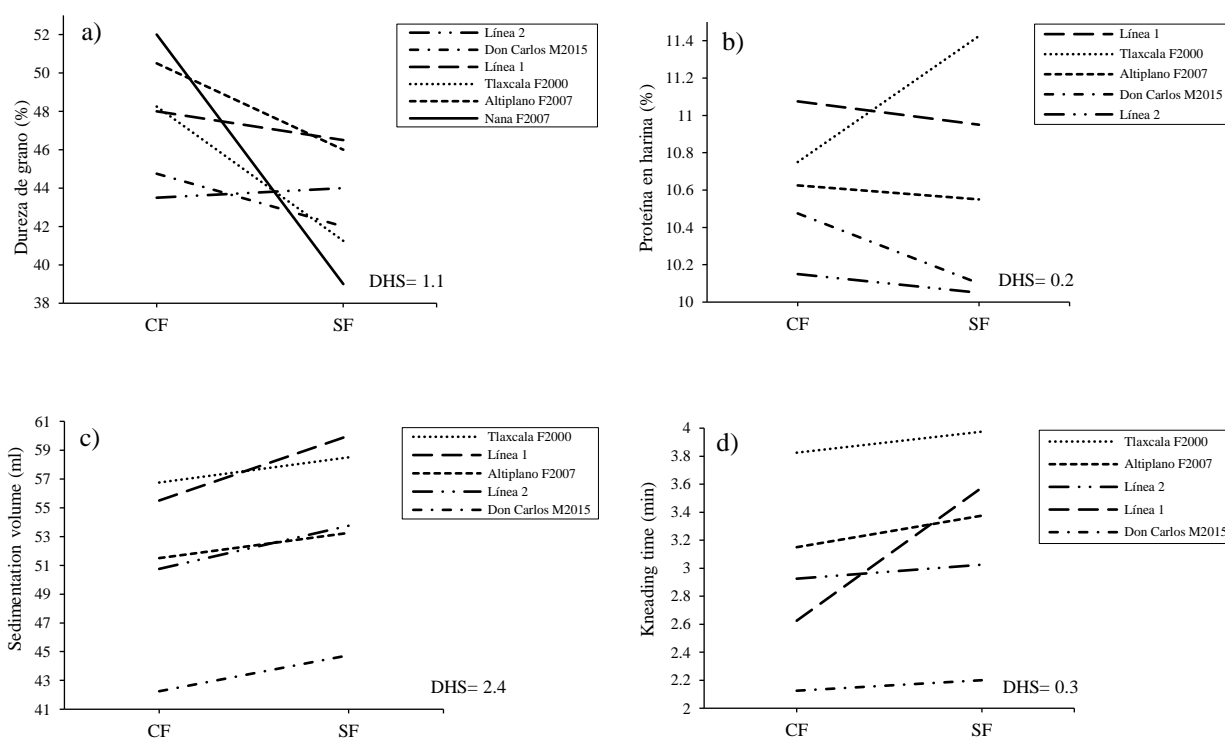 a)
Dureza de grano (%)
52
50
48
46
44
42
40
38
CF
SF
DHS= 1.1
Línea 2
Don Carlos M2015
Línea 1
Tlaxcala F2000
Altiplano F2007
Nana F2007
b)
Proteína en harina (%)
11.4
11.2
11
10.8
10.6
10.4
10.2
10
CF
SF
DHS= 0.2
Línea 1
Tlaxcala F2000
Altiplano F2007
Don Carlos M2015
Línea 2
c)
Sedimentation volume (ml)
61
59
57
55
53
51
49
47
45
43
41
CF
SF
DHS= 2.4
Tlaxcala F2000
Línea 1
Altiplano F2007
Línea 2
Don Carlos M2015
d)
Kneading time (min)
4
3.8
3.6
3.4
3.2
3
2.8
2.6
2.4
2.2
2
CF
SF
DHS= 0.3
Tlaxcala F2000
Altiplano F2007
Línea 2
Línea 1
Don Carlos M2015